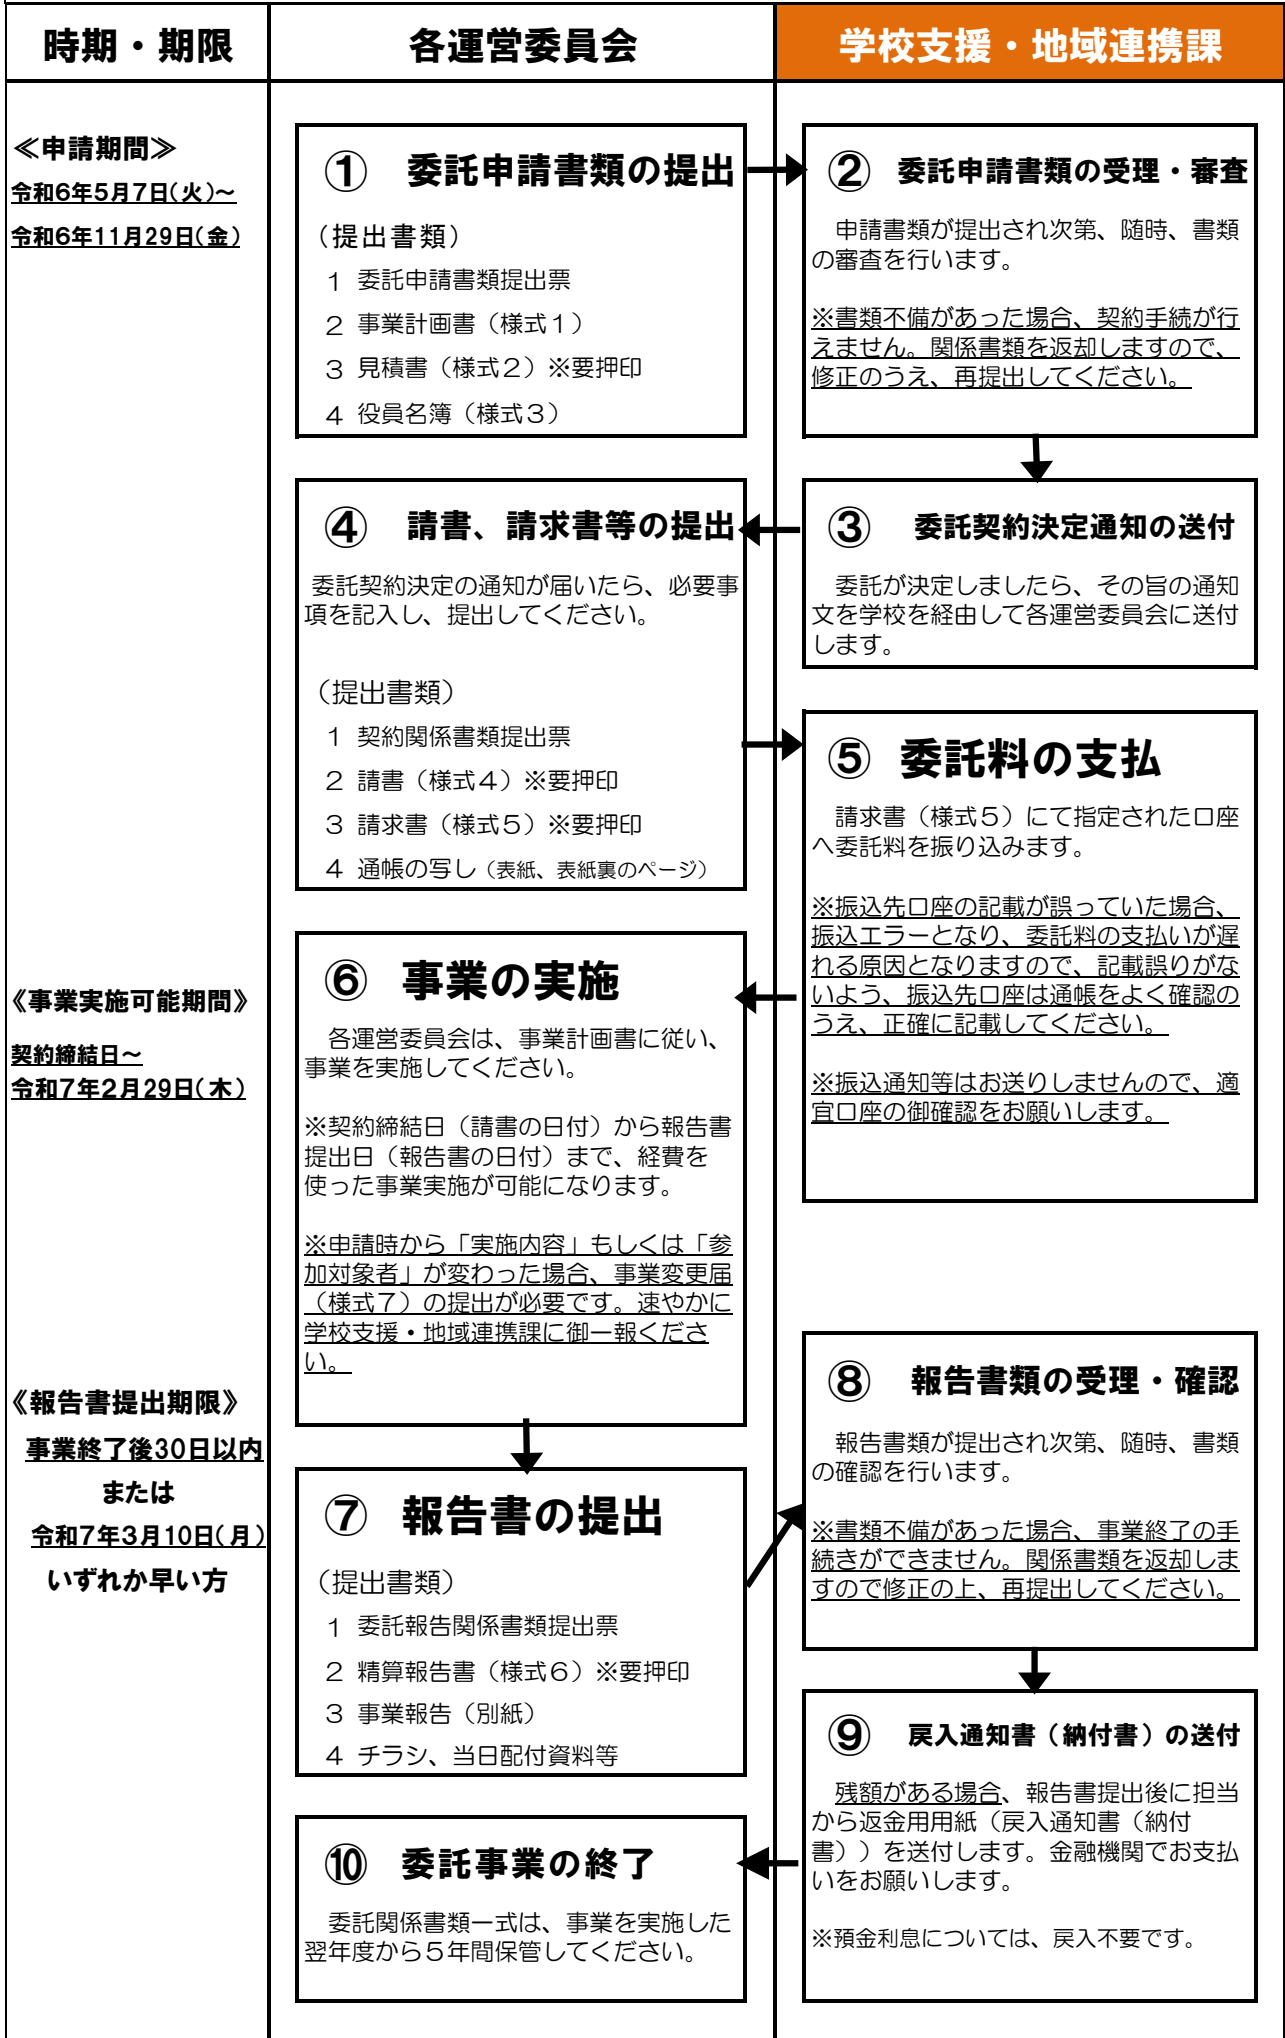 時期・期限
各運営委員会
学校支援・地域連携課
≪申請期間≫
令和6年5月7日(火)～
令和6年11月29日(金)
① 委託申請書類の提出
（提出書類）
1 委託申請書類提出票
2 事業計画書（様式１）
3 見積書（様式２）※要押印
4 役員名簿（様式３）
② 委託申請書類の受理・審査
申請書類が提出され次第、随時、書類
の審査を行います。
※書類不備があった場合、契約手続が行
えません。関係書類を返却しますので、
修正のうえ、再提出してください。
③ 委託契約決定通知の送付
委託が決定しましたら、その旨の通知
文を学校を経由して各運営委員会に送付
します。
④ 請書、請求書等の提出
委託契約決定の通知が届いたら、必要事
項を記入し、提出してください。
（提出書類）
1 契約関係書類提出票
2 請書（様式４）※要押印
3 請求書（様式５）※要押印
4 通帳の写し（表紙、表紙裏のページ）
⑤ 委託料の支払
請求書（様式５）にて指定された口座
へ委託料を振り込みます。
※振込先口座の記載が誤っていた場合、
振込エラーとなり、委託料の支払いが遅
れる原因となりますので、記載誤りがな
いよう、振込先口座は通帳をよく確認の
うえ、正確に記載してください。
※振込通知等はお送りしませんので、適
宜口座の御確認をお願いします。
《事業実施可能期間》
契約締結日～
令和7年2月29日(木)
⑥ 事業の実施
各運営委員会は、事業計画書に従い、
事業を実施してください。
※契約締結日（請書の日付）から報告書
提出日（報告書の日付）まで、経費を
使った事業実施が可能になります。
※申請時から「実施内容」もしくは「参
加対象者」が変わった場合、事業変更届
（様式７）の提出が必要です。速やかに
学校支援・地域連携課に御一報くださ
い。
《報告書提出期限》
事業終了後30日以内
または
令和7年3月10日(月)
いずれか早い方
⑦ 報告書の提出
（提出書類）
1 委託報告関係書類提出票
2 精算報告書（様式６）※要押印
3 事業報告（別紙）
4 チラシ、当日配付資料等
⑧ 報告書類の受理・確認
報告書類が提出され次第、随時、書類
の確認を行います。
※書類不備があった場合、事業終了の手
続きができません。関係書類を返却しま
すので修正の上、再提出してください。
⑨ 戻入通知書（納付書）の送付
残額がある場合、報告書提出後に担当
から返金用用紙（戻入通知書（納付
書））を送付します。金融機関でお支払
いをお願いします。
※預金利息については、戻入不要です。
⑩ 委託事業の終了
委託関係書類一式は、事業を実施した
翌年度から５年間保管してください。